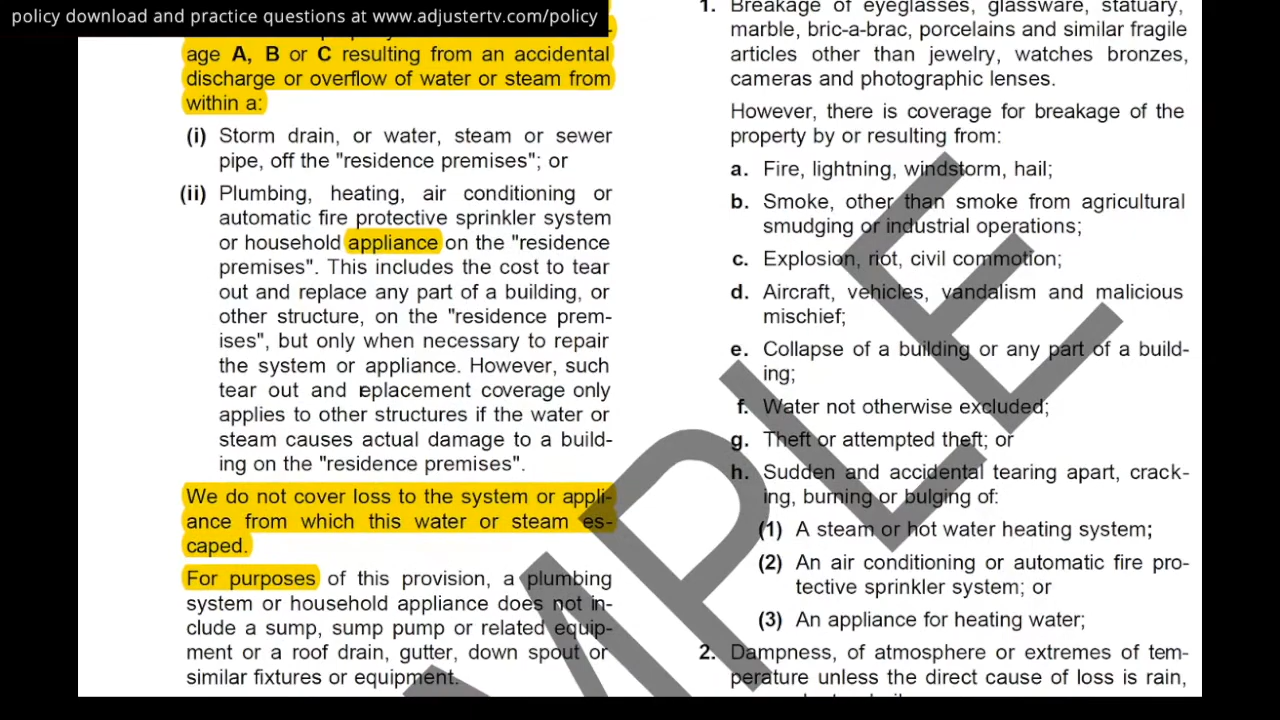 policy download and practice questions at www.adjustertv.com/policy
age A, B or C resulting from an accidental
discharge or overflow of water or steam from
within a:
(i) Storm drain, or water, steam or sewer
pipe, off the "residence premises"; or
(ii) Plumbing, heating, air conditioning or
automatic fire protective sprinkler system
or household appliance on the "residence
premises". This includes the cost to tear
out and replace any part of a building, or
other structure, on the "residence prem-
ises", but only when necessary to repair
the system or appliance. However, such
tear out and replacement coverage only
applies to other structures if the water or
steam causes actual damage to a build-
ing on the "residence premises".
We do not cover loss to the system or appli-
ance from which this water or steam es-
caped.
For purposes of this provision, a plumbing
system or household appliance does not in-
clude a sump, sump pump or related equip-
ment or a roof drain, gutter, down spout or
similar fixtures or equipment.
1. Breakage of eyeglasses, glassware, statuary,
marble, bric-a-brac, porcelains and similar fragile
articles other than jewelry, watches bronzes,
cameras and photographic lenses.
However, there is coverage for breakage of the
property by or resulting from:
a. Fire, lightning, windstorm, hail;
b. Smoke, other than smoke from agricultural
smudging or industrial operations;
c. Explosion, riot, civil commotion;
d. Aircraft, vehicles, vandalism and malicious
mischief;
e. Collapse of a building or any part of a build-
ing;
f. Water not otherwise excluded;
g. Theft or attempted theft; or
h. Sudden and accidental tearing apart, crack-
ing, burning or bulging of:
(1) A steam or hot water heating system;
(2) An air conditioning or automatic fire pro-
tective sprinkler system; or
(3) An appliance for heating water;
2. Dampness, of atmosphere or extremes of tem-
perature unless the direct cause of loss is rain,
MPLE